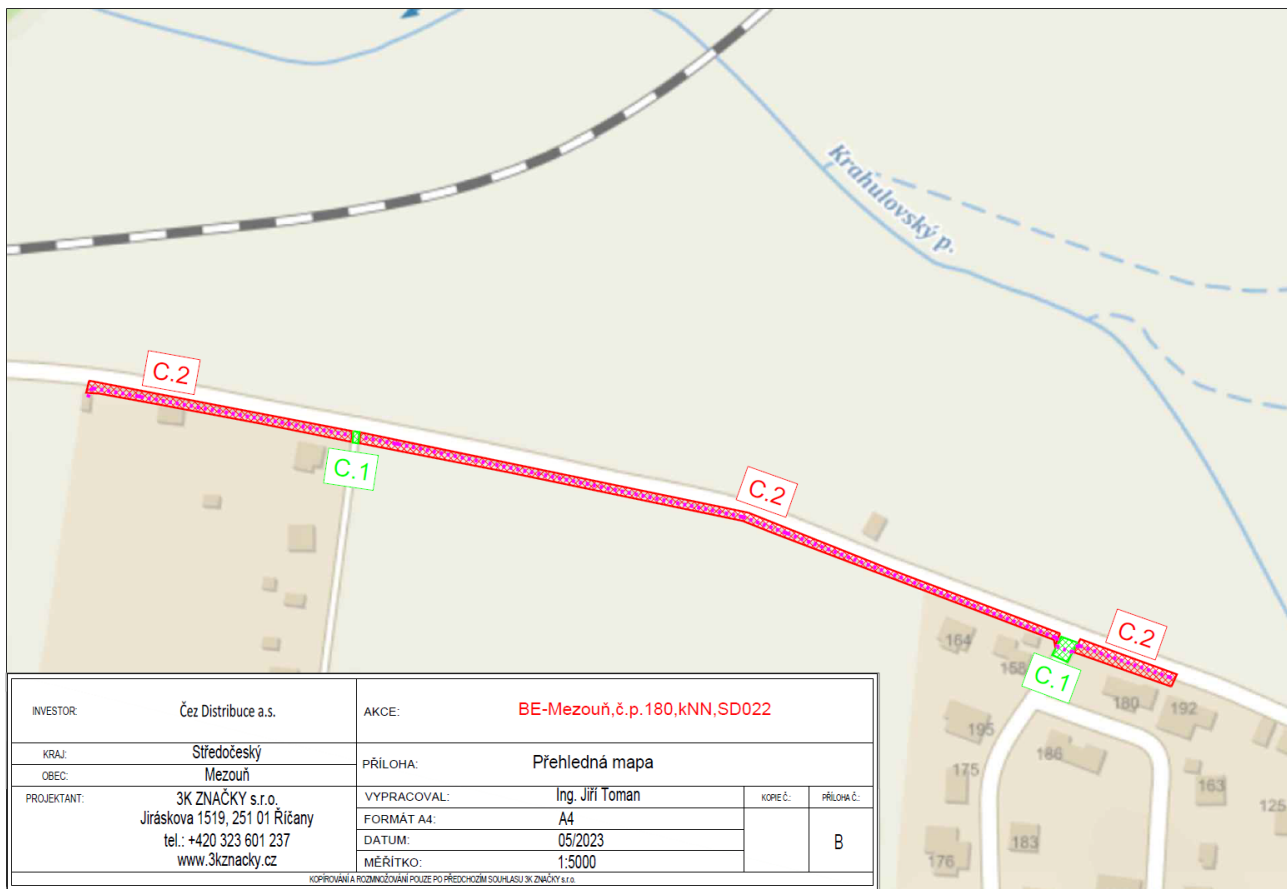 Krahulovský p.
C.2
C.1
C.2
C.2
C.1
164
158
180
192
195
186
175
163
125
183
176
INVESTOR: Čez Distribuce a.s.
AKCE: BE-Mezouň,č.p.180,kNN,SD022
KRAJ: Středočeský
OBEC: Mezouň
PŘÍLOHA: Přehledná mapa
PROJEKTANT: 3K ZNAČKY s.r.o.
Jiráskova 1519, 251 01 Říčany
tel.: +420 323 601 237
www.3kznacky.cz
VYPRACOVAL: Ing. Jiří Toman
KOPIE Č.: PŘÍLOHA Č.:
FORMÁT A4: A4
DATUM: 05/2023
B
MĚŘÍTKO: 1:5000
KOPÍROVÁNÍ A ROZMNOŽOVÁNÍ POUZE PO PŘEDCHOZÍM SOUHLASU 3K ZNAČKY s.r.o.